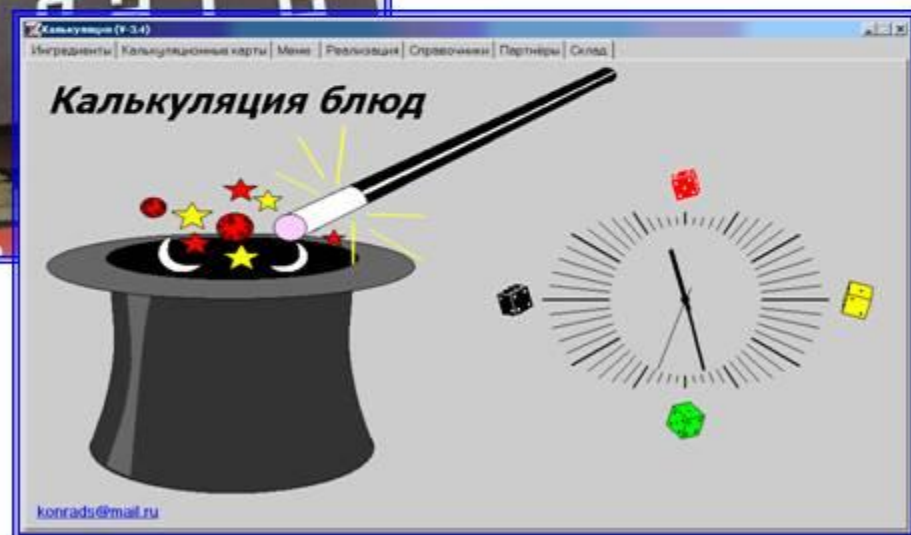 Калькуляция (V-3.4)
Ингредиенты Калькуляционные карты Меню Реализация Справочники Партнёры Склад
Калькуляция блюд
konrads@mail.ru